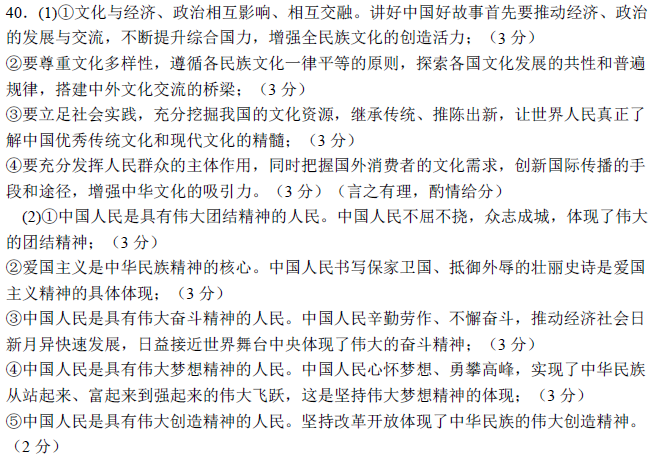 40．(1)①文化与经济、政治相互影响、相互交融。讲好中国好故事首先要推动经济、政治
的发展与交流，不断提升综合国力，增强全民族文化的创造活力；（3 分）
②要尊重文化多样性，遵循各民族文化一律平等的原则，探索各国文化发展的共性和普遍
规律，搭建中外文化交流的桥梁；（3 分）
③要立足社会实践，充分挖掘我国的文化资源，继承传统、推陈出新，让世界人民真正了
解中国优秀传统文化和现代文化的精髓；（3 分）
④要充分发挥人民群众的主体作用，同时把握国外消费者的文化需求，创新国际传播的手
段和途径，增强中华文化的吸引力。（3 分）（言之有理，酌情给分）
(2)①中国人民是具有伟大团结精神的人民。中国人民不屈不挠，众志成城，体现了伟大
的团结精神；（3 分）
②爱国主义是中华民族精神的核心。中国人民书写保家卫国、抵御外辱的壮丽史诗是爱国
主义精神的具体体现；（3 分）
③中国人民是具有伟大奋斗精神的人民。中国人民辛勤劳作、不懈奋斗，推动经济社会日
新月异快速发展，日益接近世界舞台中央体现了伟大的奋斗精神；（3 分）
④中国人民是具有伟大梦想精神的人民。中国人民心怀梦想、勇攀高峰，实现了中华民族
从站起来、富起来到强起来的伟大飞跃，这是坚持伟大梦想精神的体现；（3 分）
⑤中国人民是具有伟大创造精神的人民。坚持改革开放体现了中华民族的伟大创造精神。
（2 分）